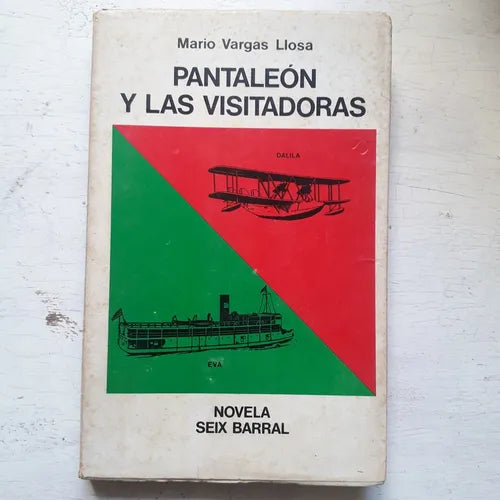 Mario Vargas Llosa
PANTALEÓN
Y LAS VISITADORAS
DALILA
EVA
NOVELA
SEIX BARRAL